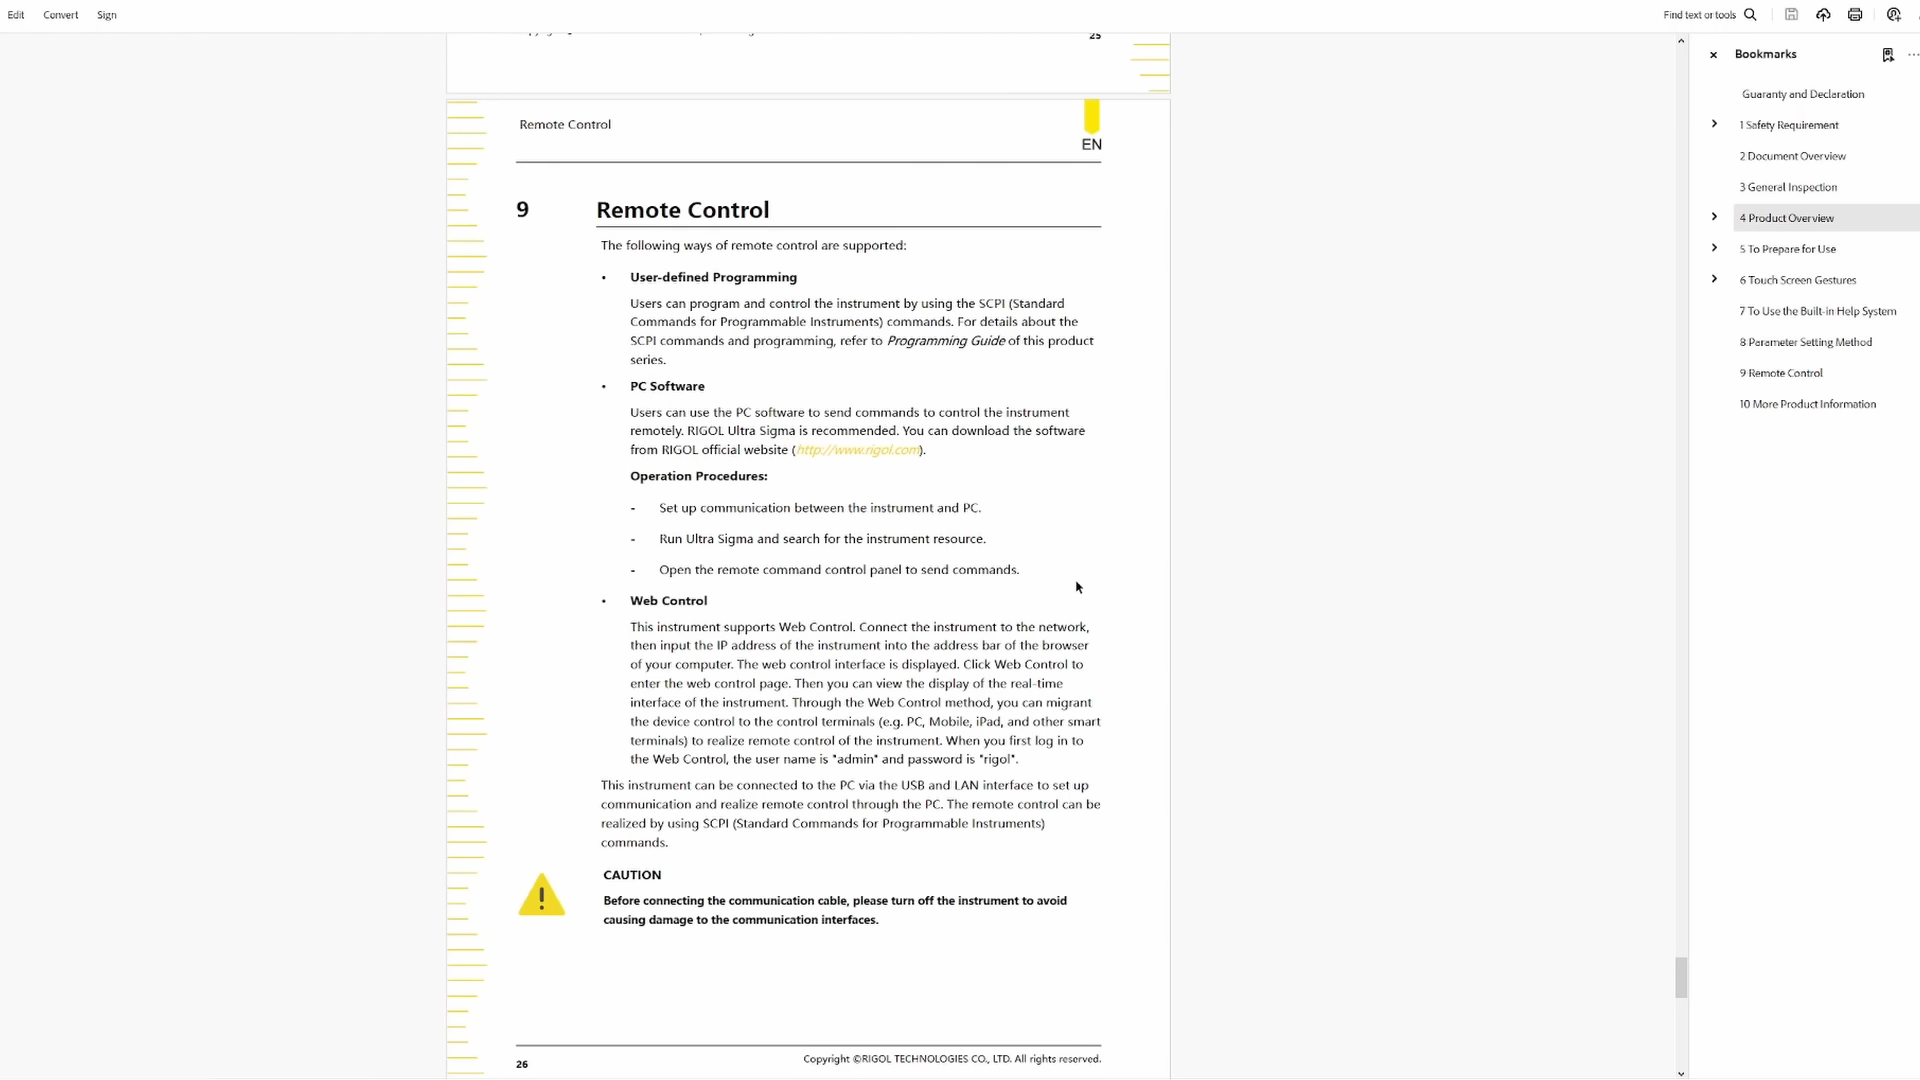 Edit Convert Sign
Find text or tools
25
Remote Control
EN
9 Remote Control
The following ways of remote control are supported:
• User-defined Programming
Users can program and control the instrument by using the SCPI (Standard
Commands for Programmable Instruments) commands. For details about the
SCPI commands and programming, refer to Programming Guide of this product
series.
• PC Software
Users can use the PC software to send commands to control the instrument
remotely. RIGOL Ultra Sigma is recommended. You can download the software
from RIGOL official website (http://www.rigol.com).
Operation Procedures:
- Set up communication between the instrument and PC.
- Run Ultra Sigma and search for the instrument resource.
- Open the remote command control panel to send commands.
• Web Control
This instrument supports Web Control. Connect the instrument to the network,
then input the IP address of the instrument into the address bar of the browser
of your computer. The web control interface is displayed. Click Web Control to
enter the web control page. Then you can view the display of the real-time
interface of the instrument. Through the Web Control method, you can migrant
the device control to the control terminals (e.g. PC, Mobile, iPad, and other smart
terminals) to realize remote control of the instrument. When you first log in to
the Web Control, the user name is "admin" and password is "rigol".
This instrument can be connected to the PC via the USB and LAN interface to set up
communication and realize remote control through the PC. The remote control can be
realized by using SCPI (Standard Commands for Programmable Instruments)
commands.
CAUTION
Before connecting the communication cable, please turn off the instrument to avoid
causing damage to the communication interfaces.
26
Copyright ©RIGOL TECHNOLOGIES CO., LTD. All rights reserved.
Bookmarks
Guaranty and Declaration
1 Safety Requirement
2 Document Overview
3 General Inspection
4 Product Overview
5 To Prepare for Use
6 Touch Screen Gestures
7 To Use the Built-in Help System
8 Parameter Setting Method
9 Remote Control
10 More Product Information